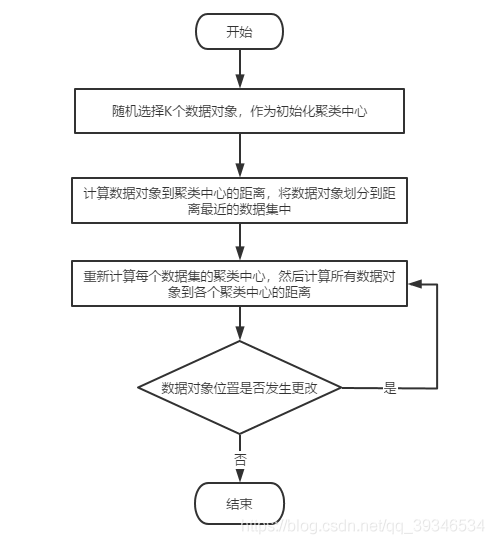 开始
随机选择K个数据对象，作为初始化聚类中心
计算数据对象到聚类中心的距离，将数据对象划分到距
离最近的数据集中
重新计算每个数据集的聚类中心，然后计算所有数据对
象到各个聚类中心的距离
数据对象位置是否发生更改
是
否
结束
https://blog.csdn.net/qq_39346534